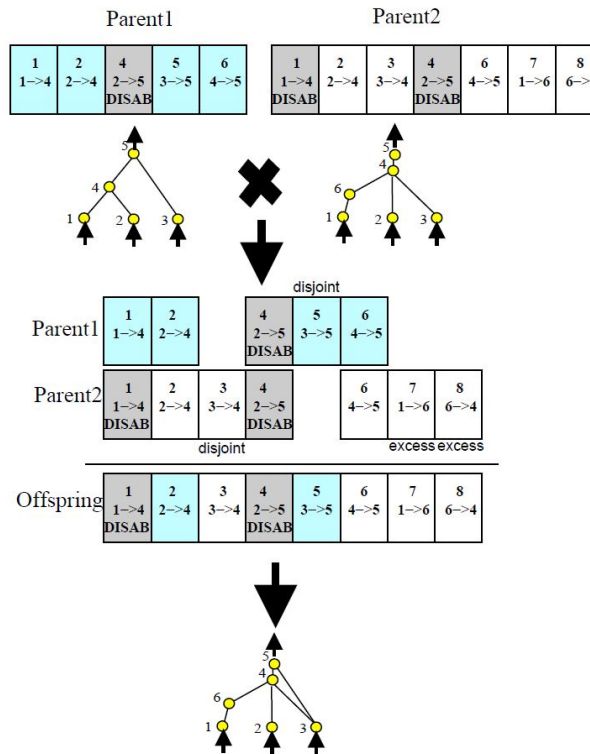 Parent1 Parent2
1 2 4 5 6 1 2 3 4 6 7 8
1->4 2->4 2->5 3->5 4->5 1->4 2->4 3->4 2->5 4->5 1->6 6->
DISAB DISAB DISAB
5 5
4 4
6
1 2 3 1 2 3
disjoint
Parent1
1 2 4 5 6
1->4 2->4 2->5 3->5 4->5
DISAB
Parent2
1 2 3 4 6 7 8
1->4 2->4 3->4 2->5 4->5 1->6 6->4
DISAB DISAB
disjoint excess excess
Offspring
1 2 3 4 5 6 7 8
1->4 2->4 3->4 2->5 3->5 4->5 1->6 6->4
DISAB DISAB
5
4
6
1 2 3